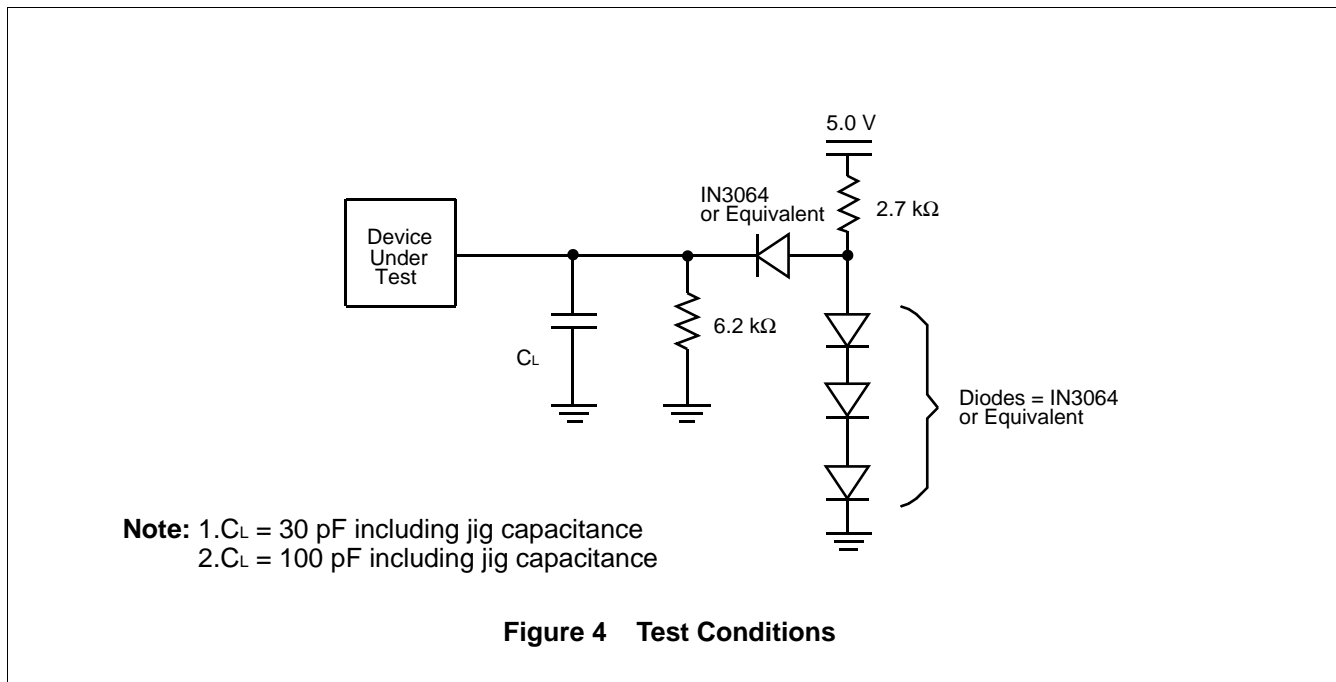 5.0 V
IN3064
or Equivalent
2.7 kΩ
Device
Under
Test
6.2 kΩ
CL
Diodes = IN3064
or Equivalent
Note: 1.CL = 30 pF including jig capacitance
2.CL = 100 pF including jig capacitance
Figure 4 Test Conditions